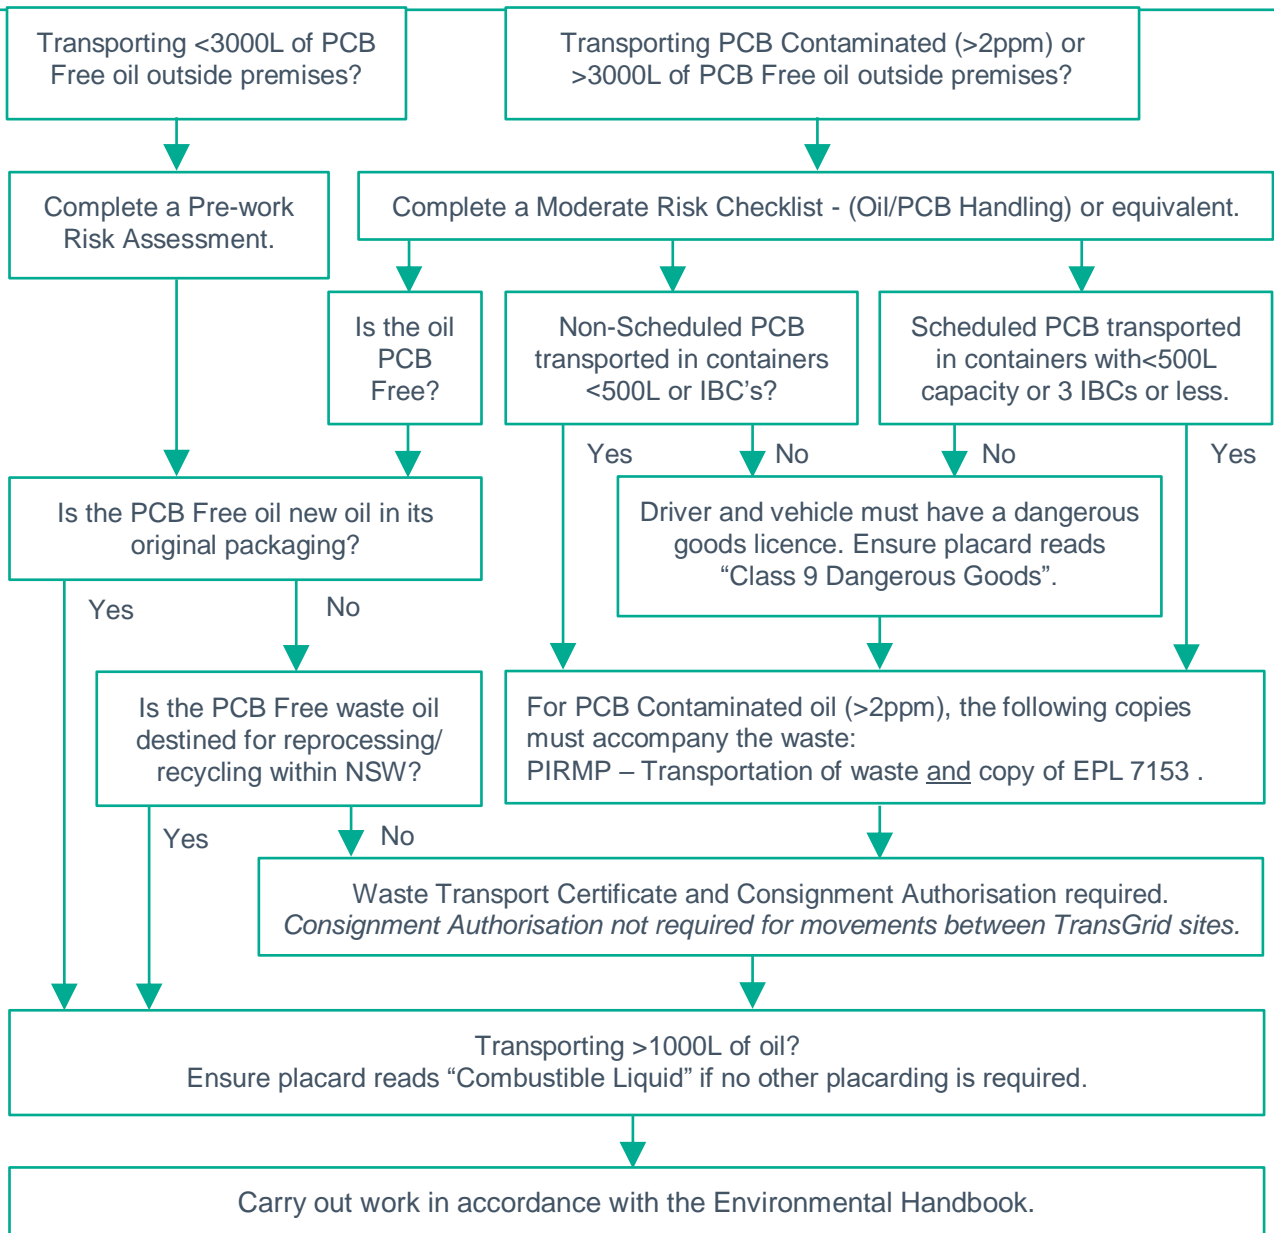 Transporting <3000L of PCB
Free oil outside premises?
Transporting PCB Contaminated (>2ppm) or
>3000L of PCB Free oil outside premises?
Complete a Pre-work
Risk Assessment.
Complete a Moderate Risk Checklist - (Oil/PCB Handling) or equivalent.
Is the oil
PCB
Free?
Non-Scheduled PCB
transported in containers
<500L or IBC's?
Scheduled PCB transported
in containers with<500L
capacity or 3 IBCs or less.
Yes
No
No
Yes
Is the PCB Free oil new oil in its
original packaging?
Driver and vehicle must have a dangerous
goods licence. Ensure placard reads
“Class 9 Dangerous Goods”.
Yes
No
Is the PCB Free waste oil
destined for reprocessing/
recycling within NSW?
For PCB Contaminated oil (>2ppm), the following copies
must accompany the waste:
PIRMP – Transportation of waste and copy of EPL 7153 .
Yes
No
Waste Transport Certificate and Consignment Authorisation required.
Consignment Authorisation not required for movements between TransGrid sites.
Transporting >1000L of oil?
Ensure placard reads “Combustible Liquid” if no other placarding is required.
Carry out work in accordance with the Environmental Handbook.